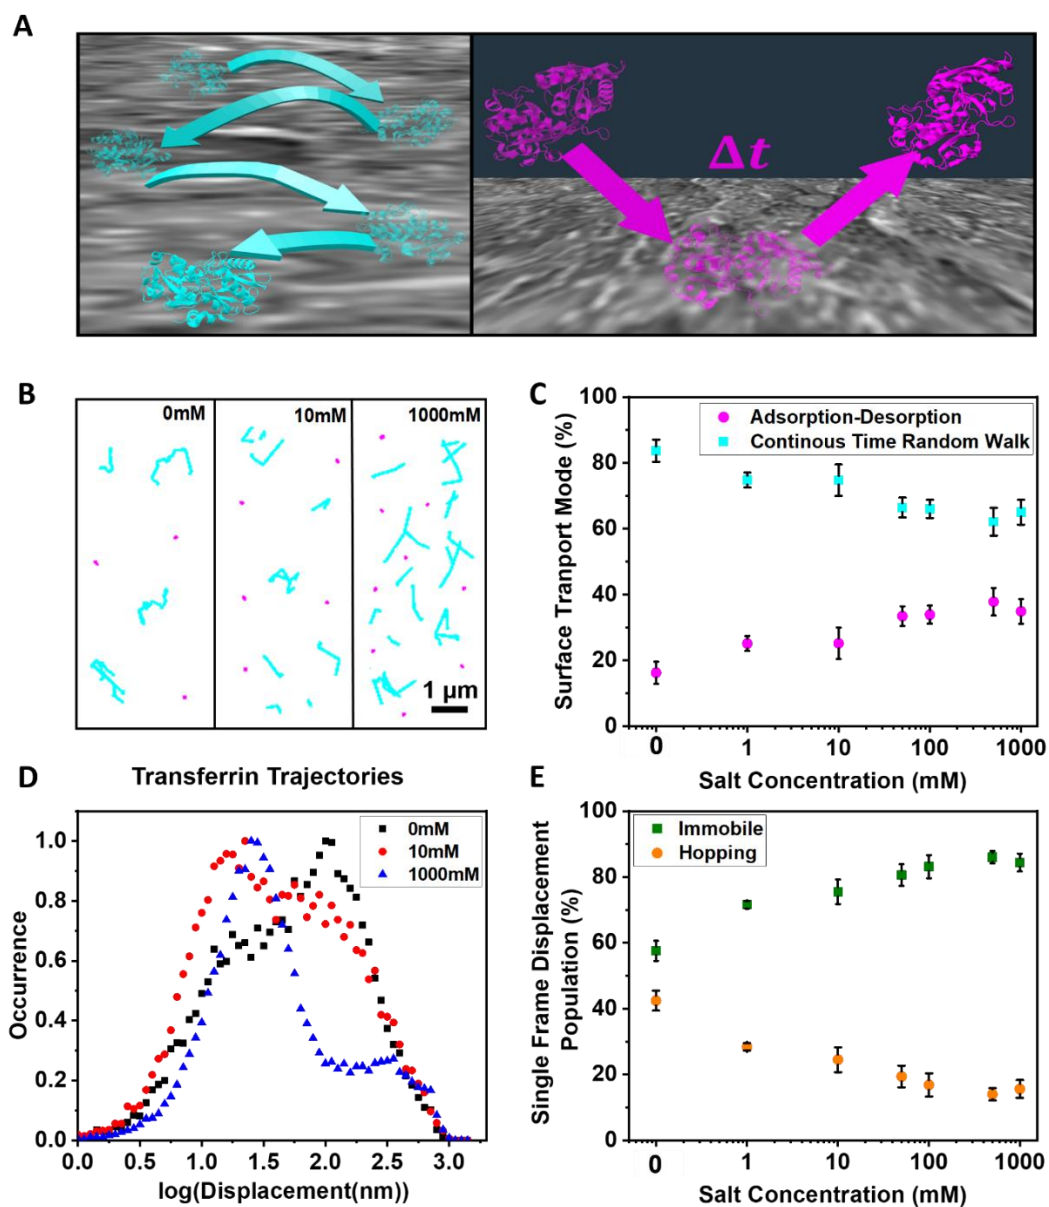 A
Δt
B
0mM
10mM
1000mM
1 µm
Transferrin Trajectories
C
Adsorption-Desorption
Continous Time Random Walk
Surface Tranport Mode (%)
100
80
60
40
20
0
0
1
10
100
1000
Salt Concentration (mM)
D
0mM
10mM
1000mM
Occurrence
1.0
0.8
0.6
0.4
0.2
0.0
0.0
0.5
1.0
1.5
2.0
2.5
3.0
log(Displacement(nm))
E
Immobile
Hopping
Single Frame Displacement
Population (%)
100
80
60
40
20
0
0
1
10
100
1000
Salt Concentration (mM)